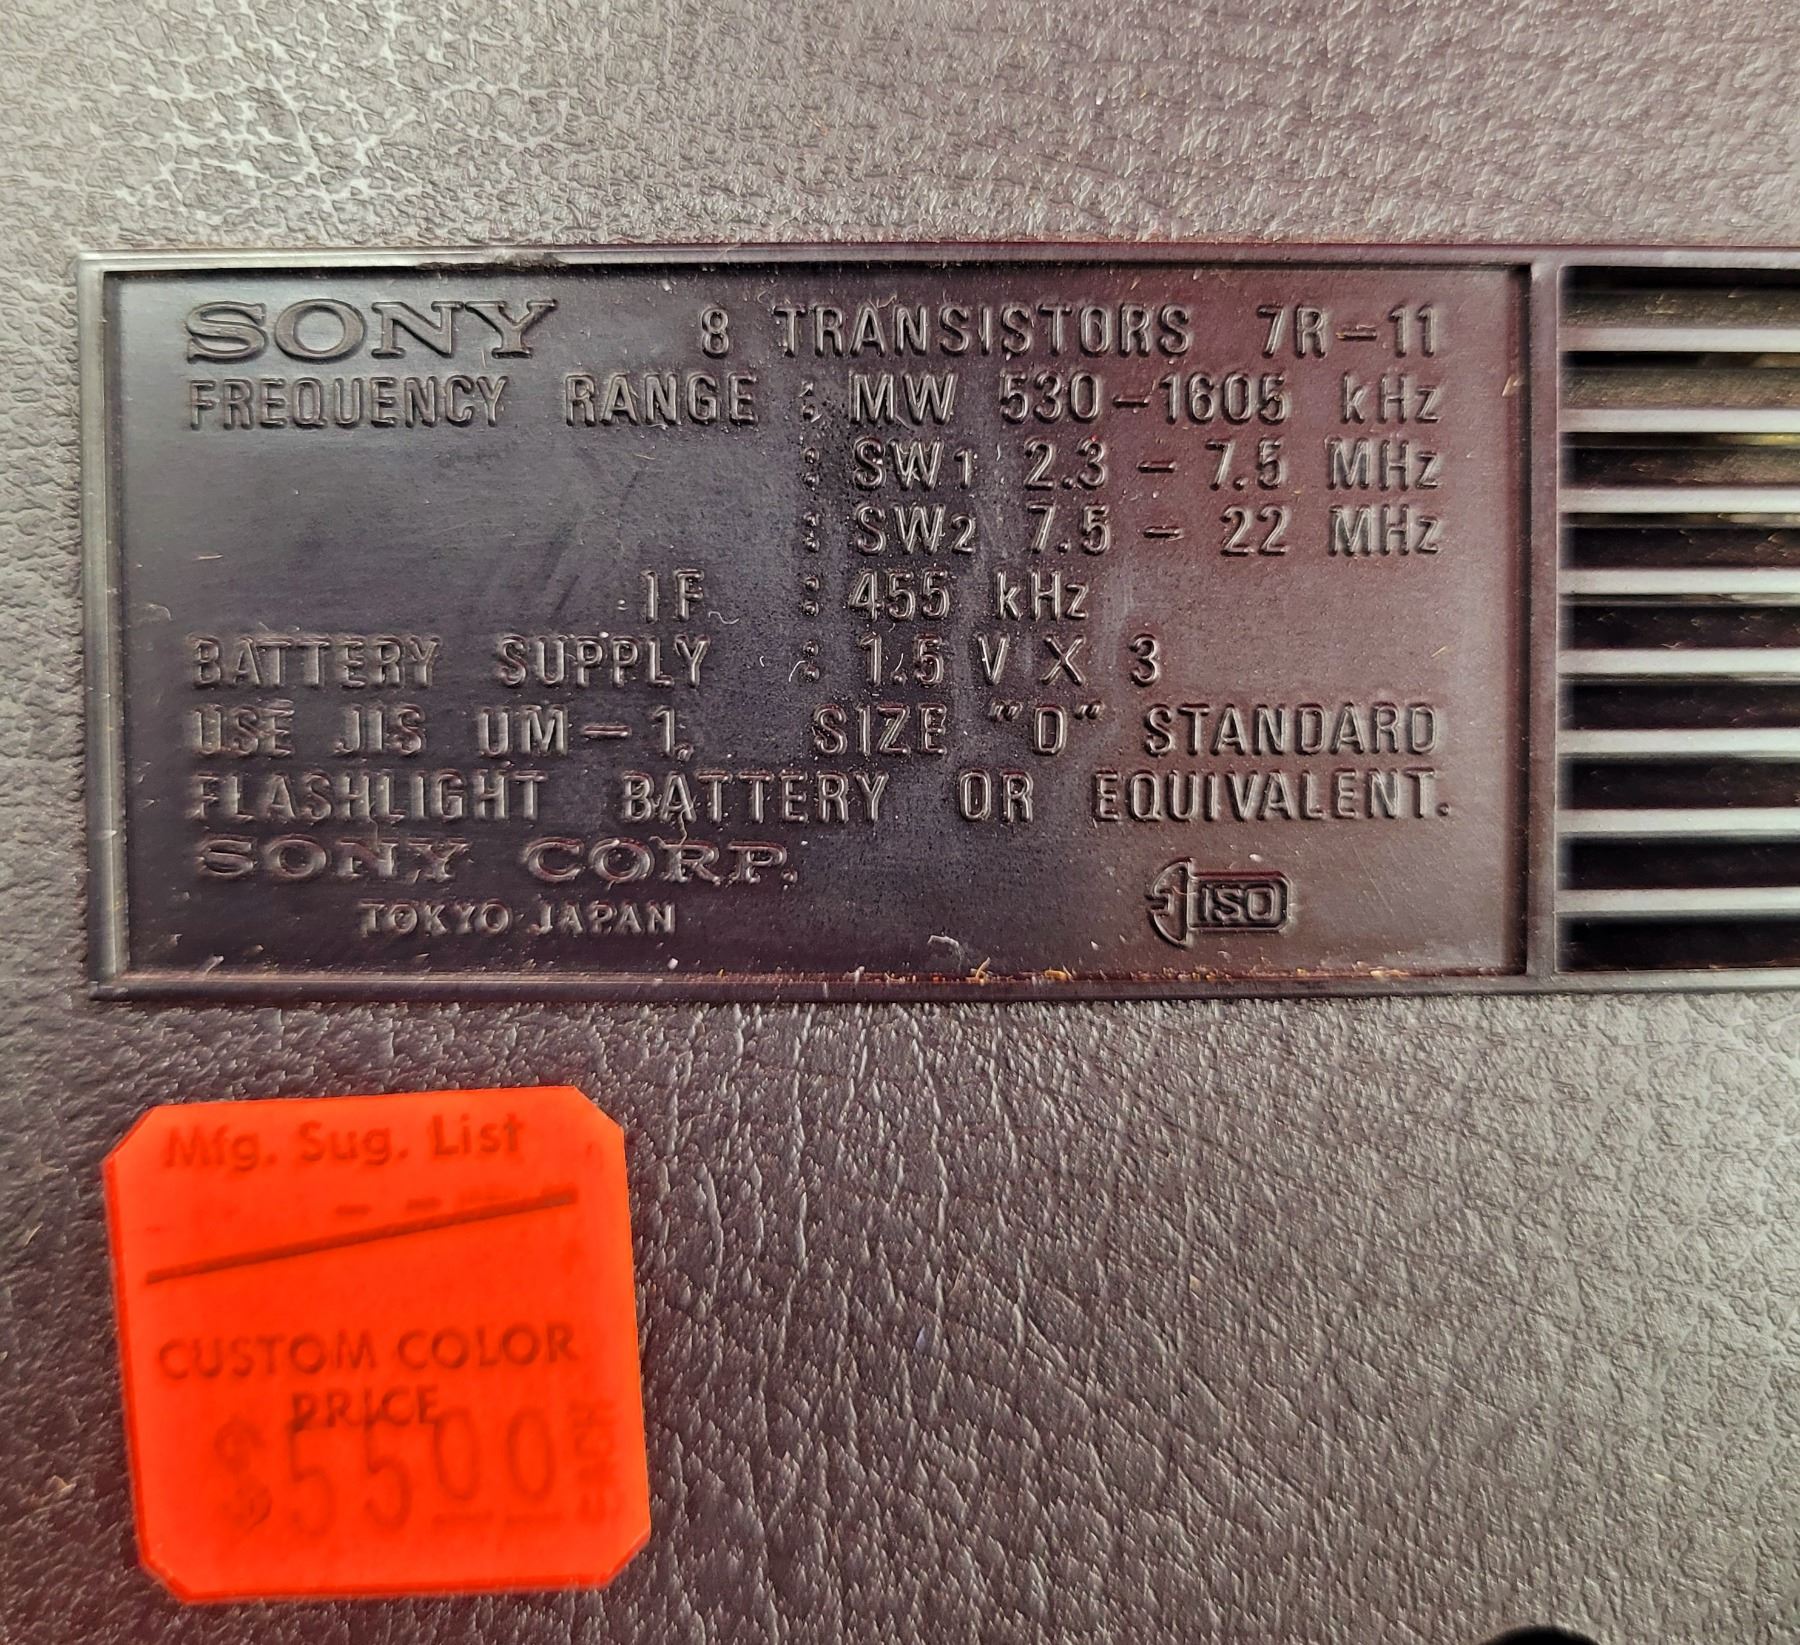 SONY 8 TRANSISTORS 7R-11
FREQUENCY RANGE : MW 530-1605 kHz
: SW1 2.3 - 7.5 MHz
: SW2 7.5 - 22 MHz
IF : 455 kHz
BATTERY SUPPLY : 1.5 V X 3
USE JIS UM-1, SIZE "D" STANDARD
FLASHLIGHT BATTERY OR EQUIVALENT.
SONY CORP.
TOKYO JAPAN
ISO
Mfg. Sug. List
CUSTOM COLOR
PRICE
$5500 EACH